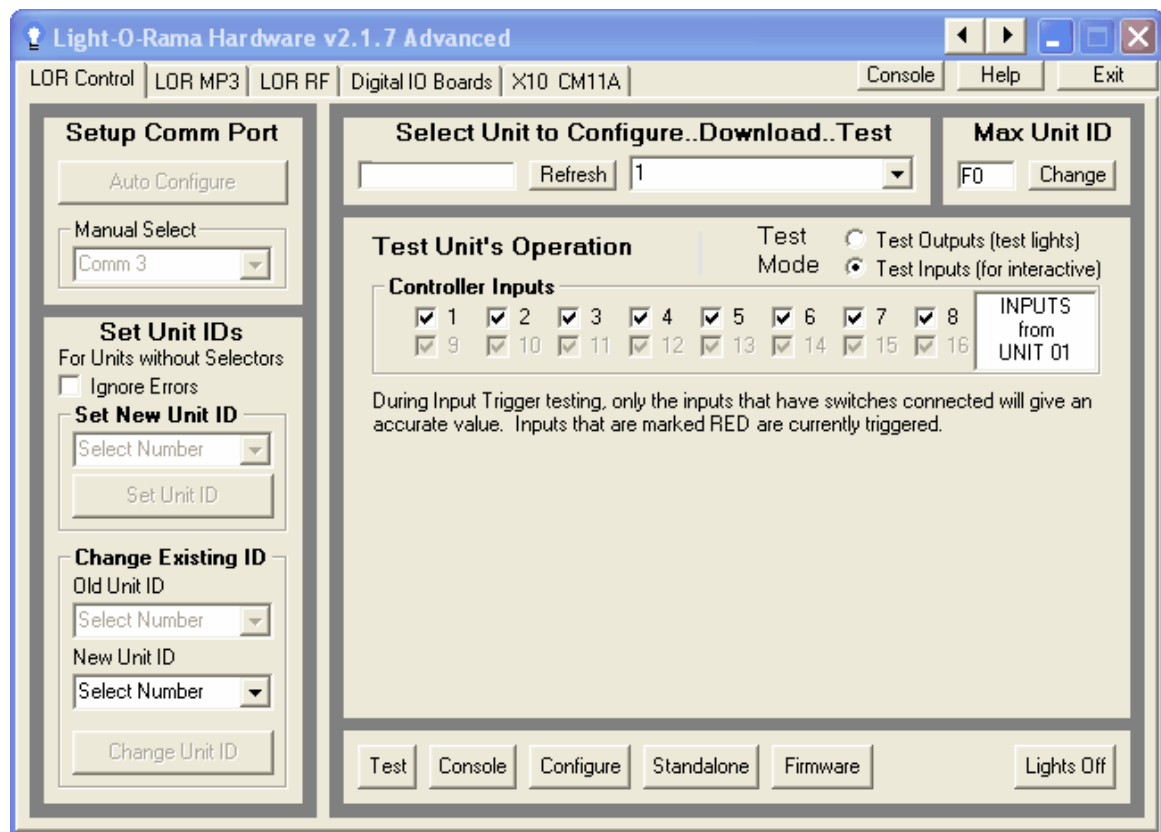 Light-O-Rama Hardware v2.1.7 Advanced
LOR Control LOR MP3 LOR RF Digital IO Boards X10 CM11A Console Help Exit
Setup Comm Port
Auto Configure
Manual Select
Comm 3
Set Unit IDs
For Units without Selectors
Ignore Errors
Set New Unit ID
Select Number
Set Unit ID
Change Existing ID
Old Unit ID
Select Number
New Unit ID
Select Number
Change Unit ID
Select Unit to Configure..Download..Test
Refresh 1
Max Unit ID
F0 Change
Test Unit's Operation
Test Mode
Test Outputs (test lights)
Test Inputs (for interactive)
Controller Inputs
1 2 3 4 5 6 7 8
9 10 11 12 13 14 15 16
INPUTS
from
UNIT 01
During Input Trigger testing, only the inputs that have switches connected will give an
accurate value. Inputs that are marked RED are currently triggered.
Test Console Configure Standalone Firmware Lights Off